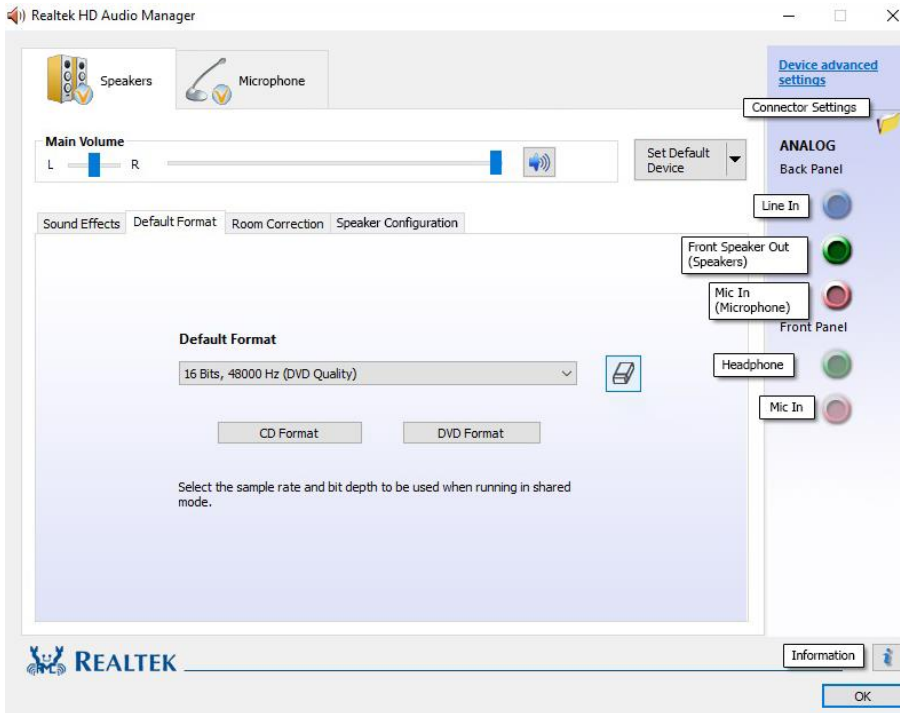 Realtek HD Audio Manager
Speakers
Microphone
Device advanced
settings
Connector Settings
Main Volume
L
R
Set Default
Device
ANALOG
Back Panel
Line In
Sound Effects
Default Format
Room Correction
Speaker Configuration
Front Speaker Out
(Speakers)
Mic In
(Microphone)
Front Panel
Default Format
16 Bits, 48000 Hz (DVD Quality)
Headphone
Mic In
CD Format
DVD Format
Select the sample rate and bit depth to be used when running in shared
mode.
REALTEK
Information
i
OK